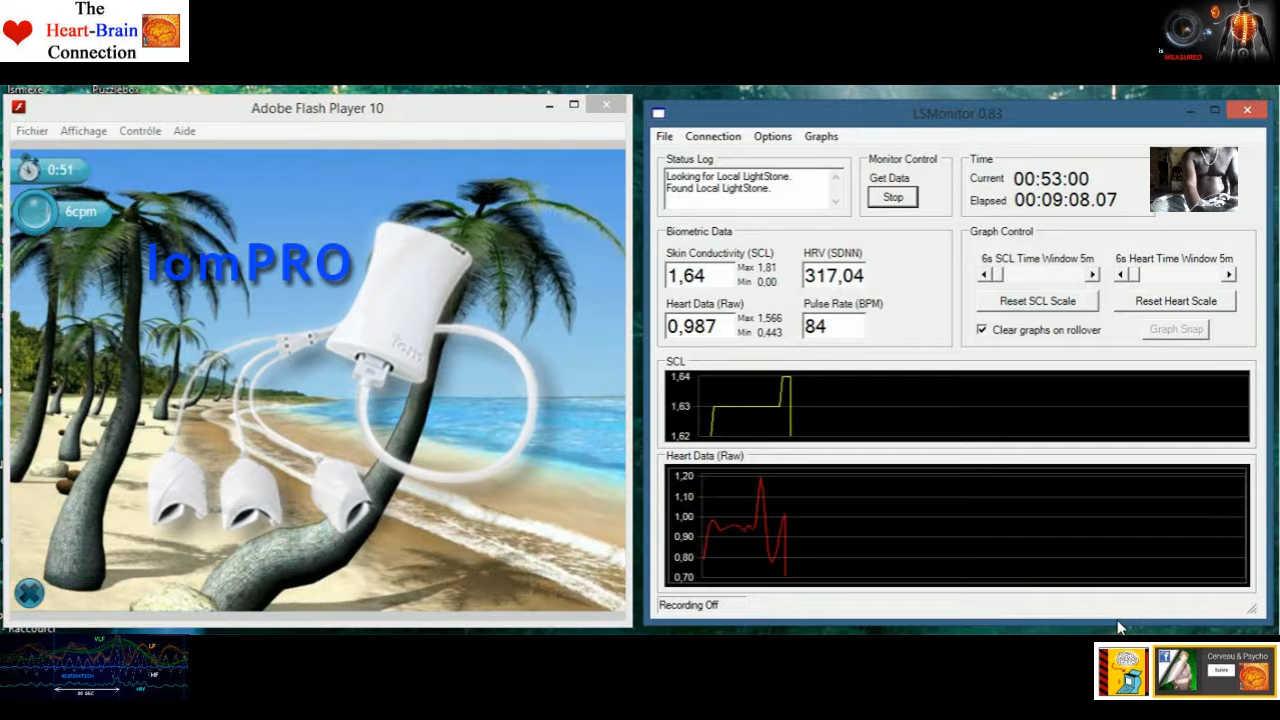 The
Heart-Brain
Connection
is
MEASURED
Puzzlebox
Adobe Flash Player 10
Fichier Affichage Contrôle Aide
0:51
6cpm
IomPRO
Iom
LSMonitor 0.83
File Connection Options Graphs
Status Log
Looking for Local LightStone.
Found Local LightStone.
Monitor Control
Get Data
Stop
Time
Current 00:53:00
Elapsed 00:09:08.07
Biometric Data
Skin Conductivity (SCL)
1,64
Max 1,81
Min 0,00
HRV (SDNN)
317,04
Heart Data (Raw)
0,987
Max 1,566
Min 0,443
Pulse Rate (BPM)
84
Graph Control
6s SCL Time Window 5m
6s Heart Time Window 5m
Reset SCL Scale
Reset Heart Scale
Clear graphs on rollover
Graph Snap
SCL
1,64
1,63
1,62
Heart Data (Raw)
1,20
1,10
1,00
0,90
0,80
0,70
Recording Off
- Raccourci
VLF
LF
RESPIRATION
HF
30 SEC
HRV
Cerveau & Psycho